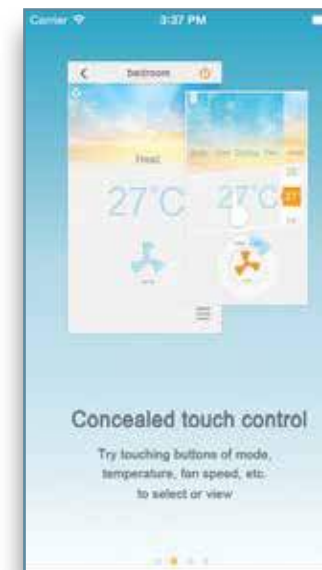 Carrier 3:37 PM
bedroom
Heat
27°C
27°C
27
Concealed touch control
Try touching buttons of mode,
temperature, fan speed, etc.
to select or view